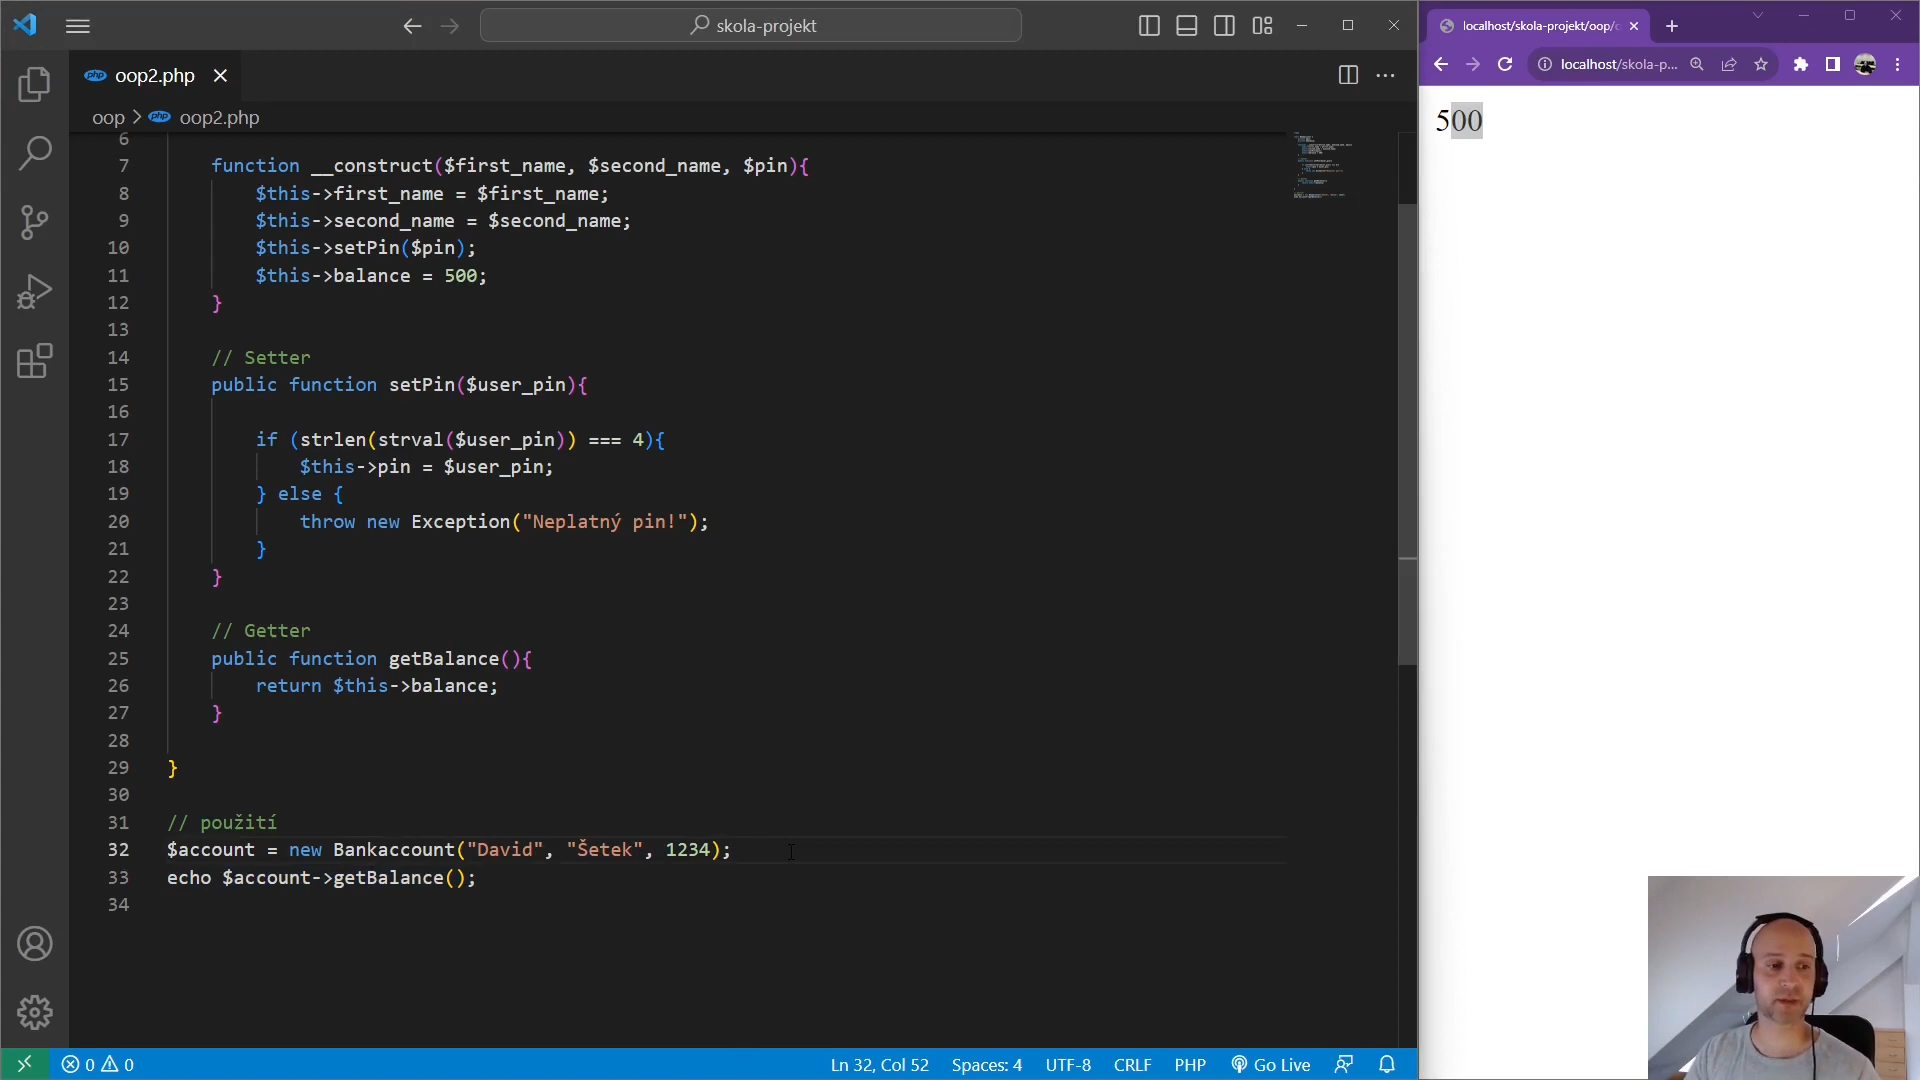 skola-projekt
oop2.php
oop > oop2.php
6
7 function __construct($first_name, $second_name, $pin){
8 $this->first_name = $first_name;
9 $this->second_name = $second_name;
10 $this->setPin($pin);
11 $this->balance = 500;
12 }
13
14 // Setter
15 public function setPin($user_pin){
16
17 if (strlen(strval($user_pin)) === 4){
18 $this->pin = $user_pin;
19 } else {
20 throw new Exception("Neplatný pin!");
21 }
22 }
23
24 // Getter
25 public function getBalance(){
26 return $this->balance;
27 }
28
29 }
30
31 // použití
32 $account = new Bankaccount("David", "Šetek", 1234);
33 echo $account->getBalance();
34
0 0
Ln 32, Col 52 Spaces: 4 UTF-8 CRLF PHP Go Live
localhost/skola-projekt/oop/
localhost/skola-p...
500